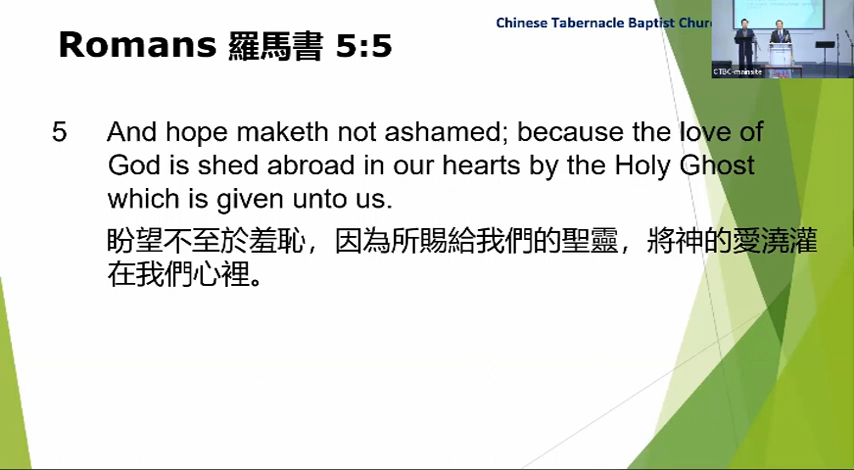 Chinese Tabernacle Baptist Chur
Romans 羅馬書 5:5
CTBC-mainsite
5 And hope maketh not ashamed; because the love of
God is shed abroad in our hearts by the Holy Ghost
which is given unto us.
盼望不至於羞恥，因為所賜給我們的聖靈，將神的愛澆灌
在我們心裡。